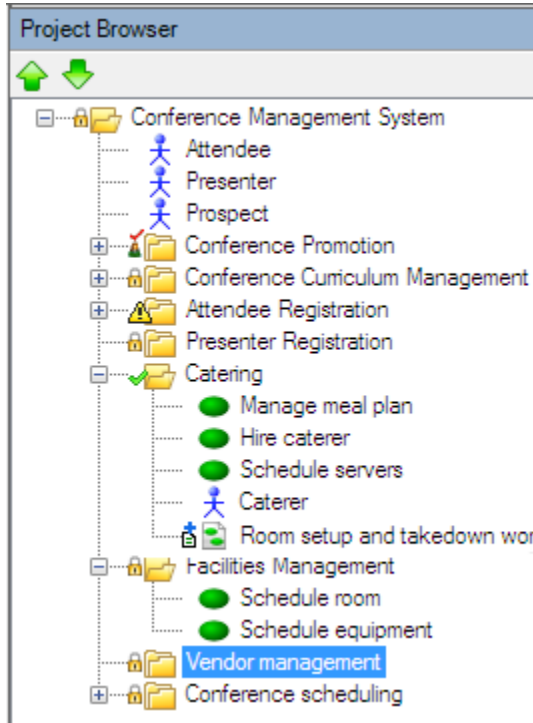 Project Browser
Conference Management System
Attendee
Presenter
Prospect
Conference Promotion
Conference Curriculum Management
Attendee Registration
Presenter Registration
Catering
Manage meal plan
Hire caterer
Schedule servers
Caterer
Room setup and takedown wor
Facilities Management
Schedule room
Schedule equipment
Vendor management
Conference scheduling